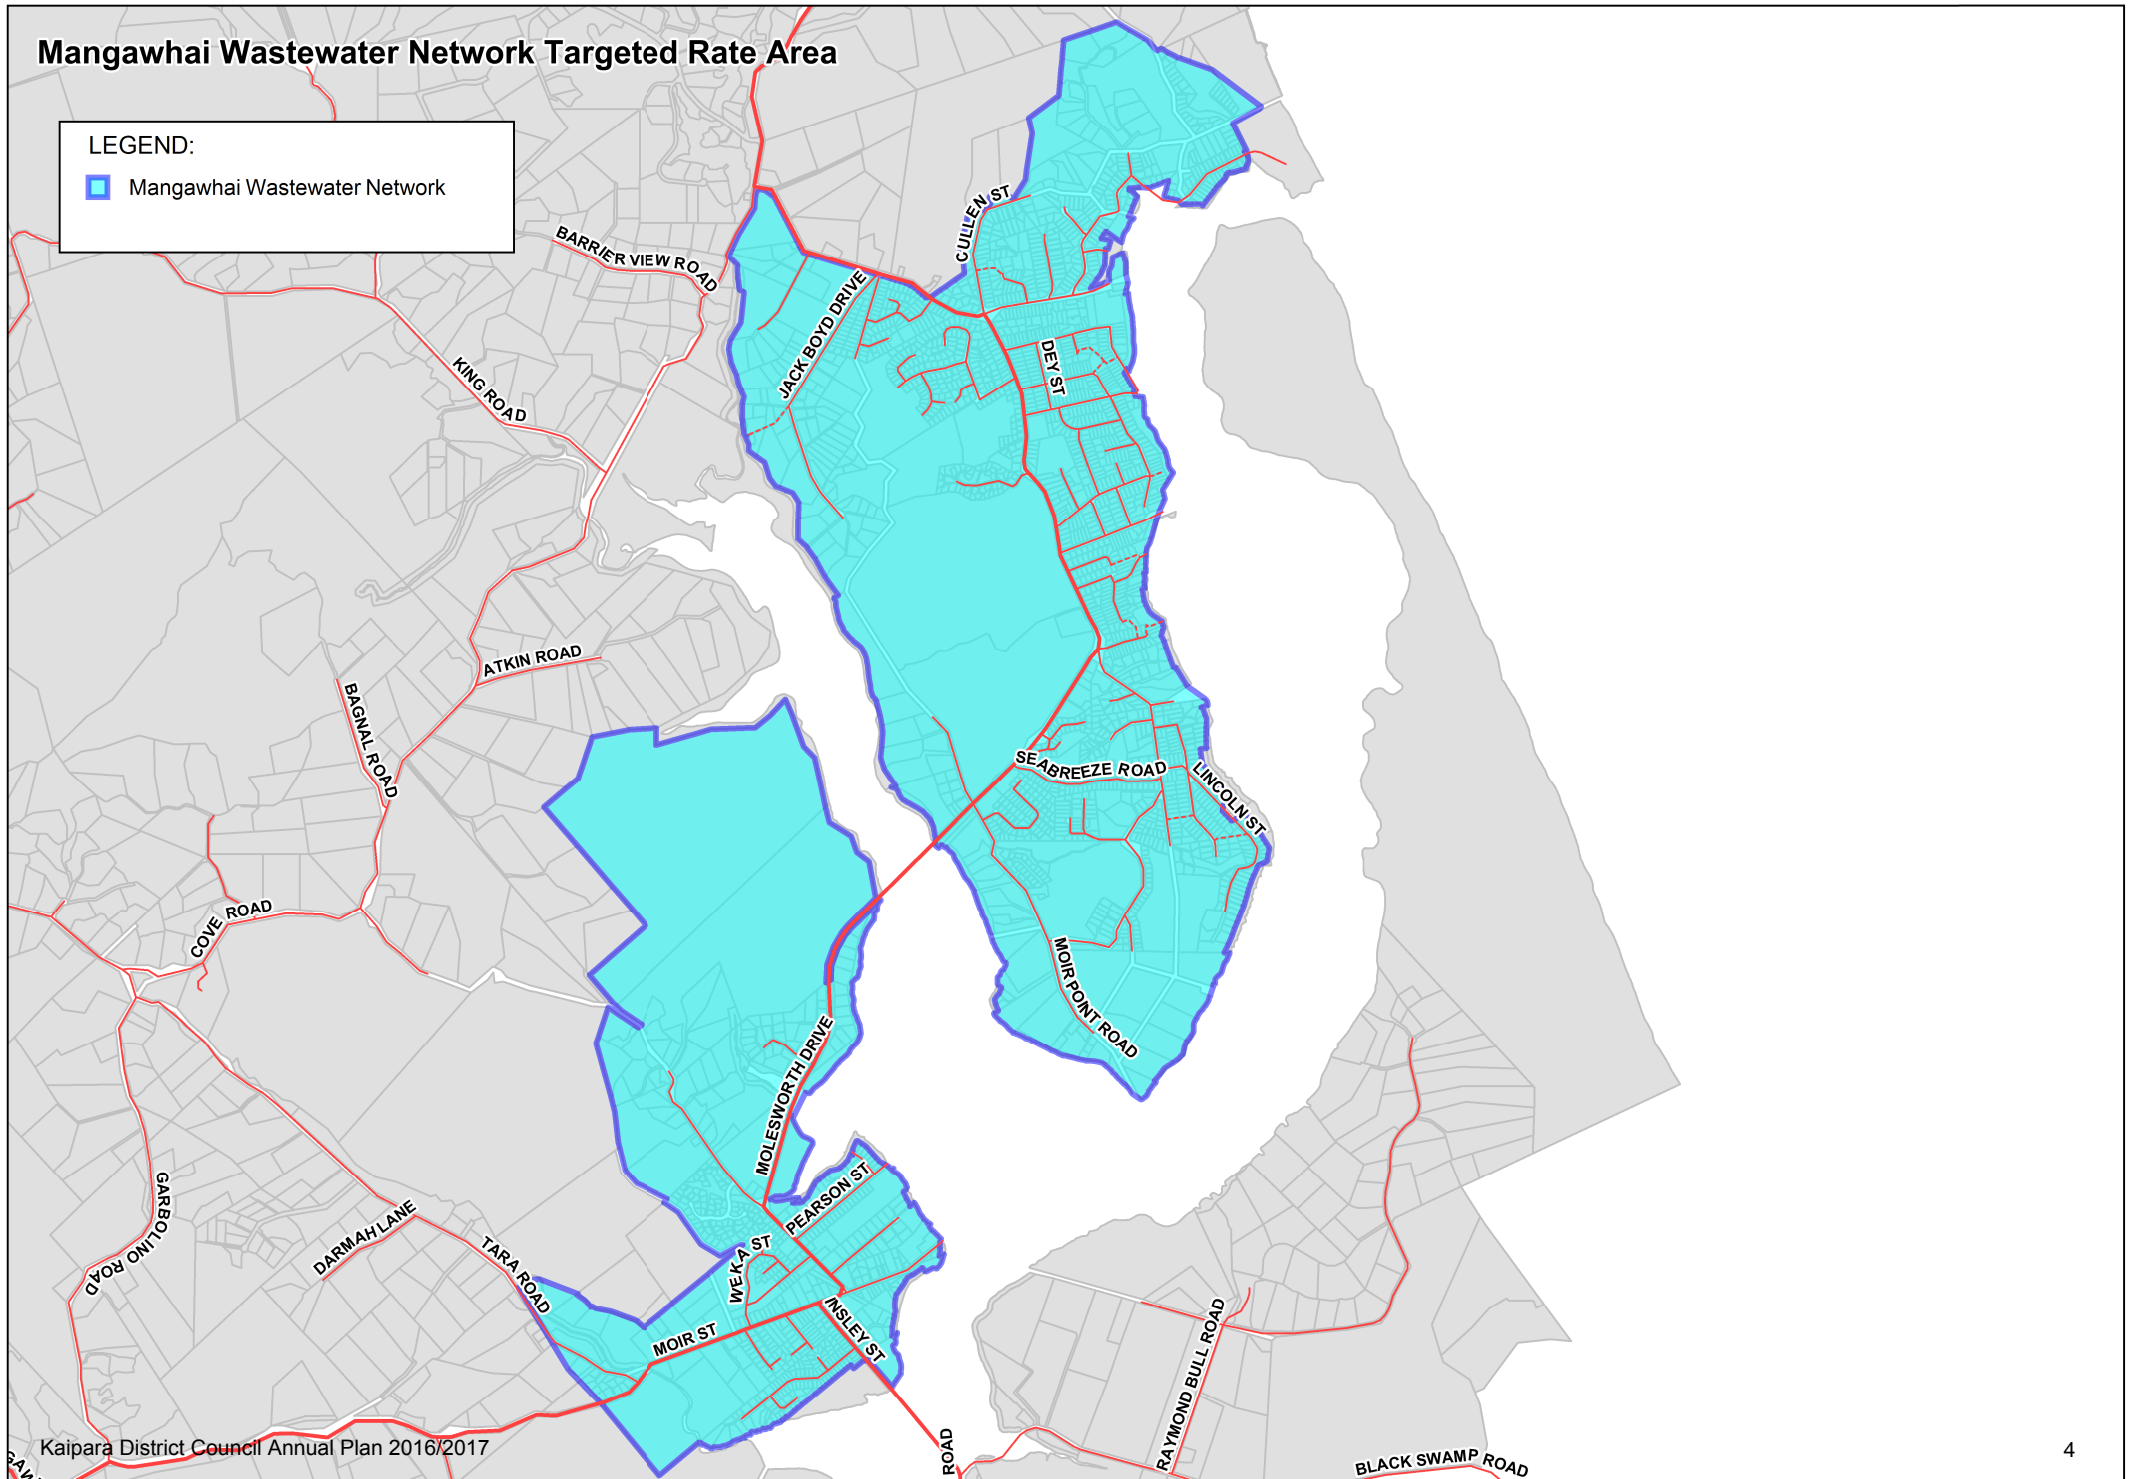 Mangawhai Wastewater Network Targeted Rate Area
LEGEND:
Mangawhai Wastewater Network
CULLEN ST
BARRIER VIEW ROAD
JACK BOYD DRIVE
DEY ST
KING ROAD
ATKIN ROAD
BAGNAL ROAD
SEABREEZE ROAD
LINCOLN ST
COVE ROAD
MOIR POINT ROAD
MOLESWORTH DRIVE
PEARSON ST
GARBOLINO ROAD
DARMAH LANE
TARA ROAD
WEKA ST
MOIR ST
INSLEY ST
RAYMOND BULL ROAD
ROAD
BLACK SWAMP ROAD
Kaipara District Council Annual Plan 2016/2017
4